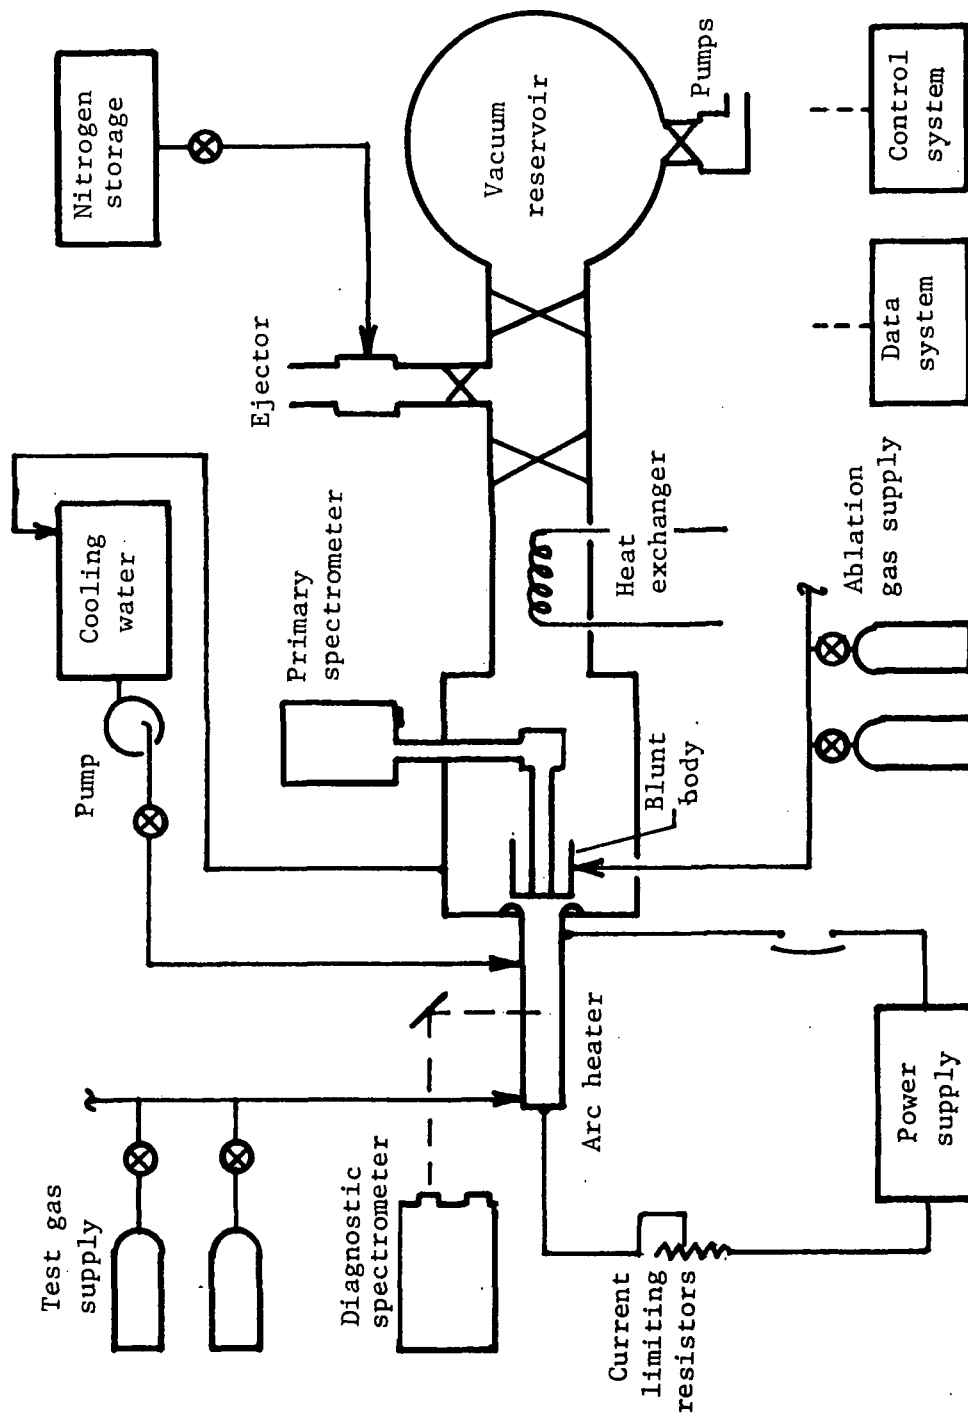 Nitrogen
storage
Cooling
water
Pump
Test gas
supply
Ejector
Primary
spectrometer
Diagnostic
spectrometer
Vacuum
reservoir
Pumps
Heat
exchanger
Blunt
body
Arc heater
Current
limiting
resistors
Power
supply
Ablation
gas supply
Data
system
Control
system